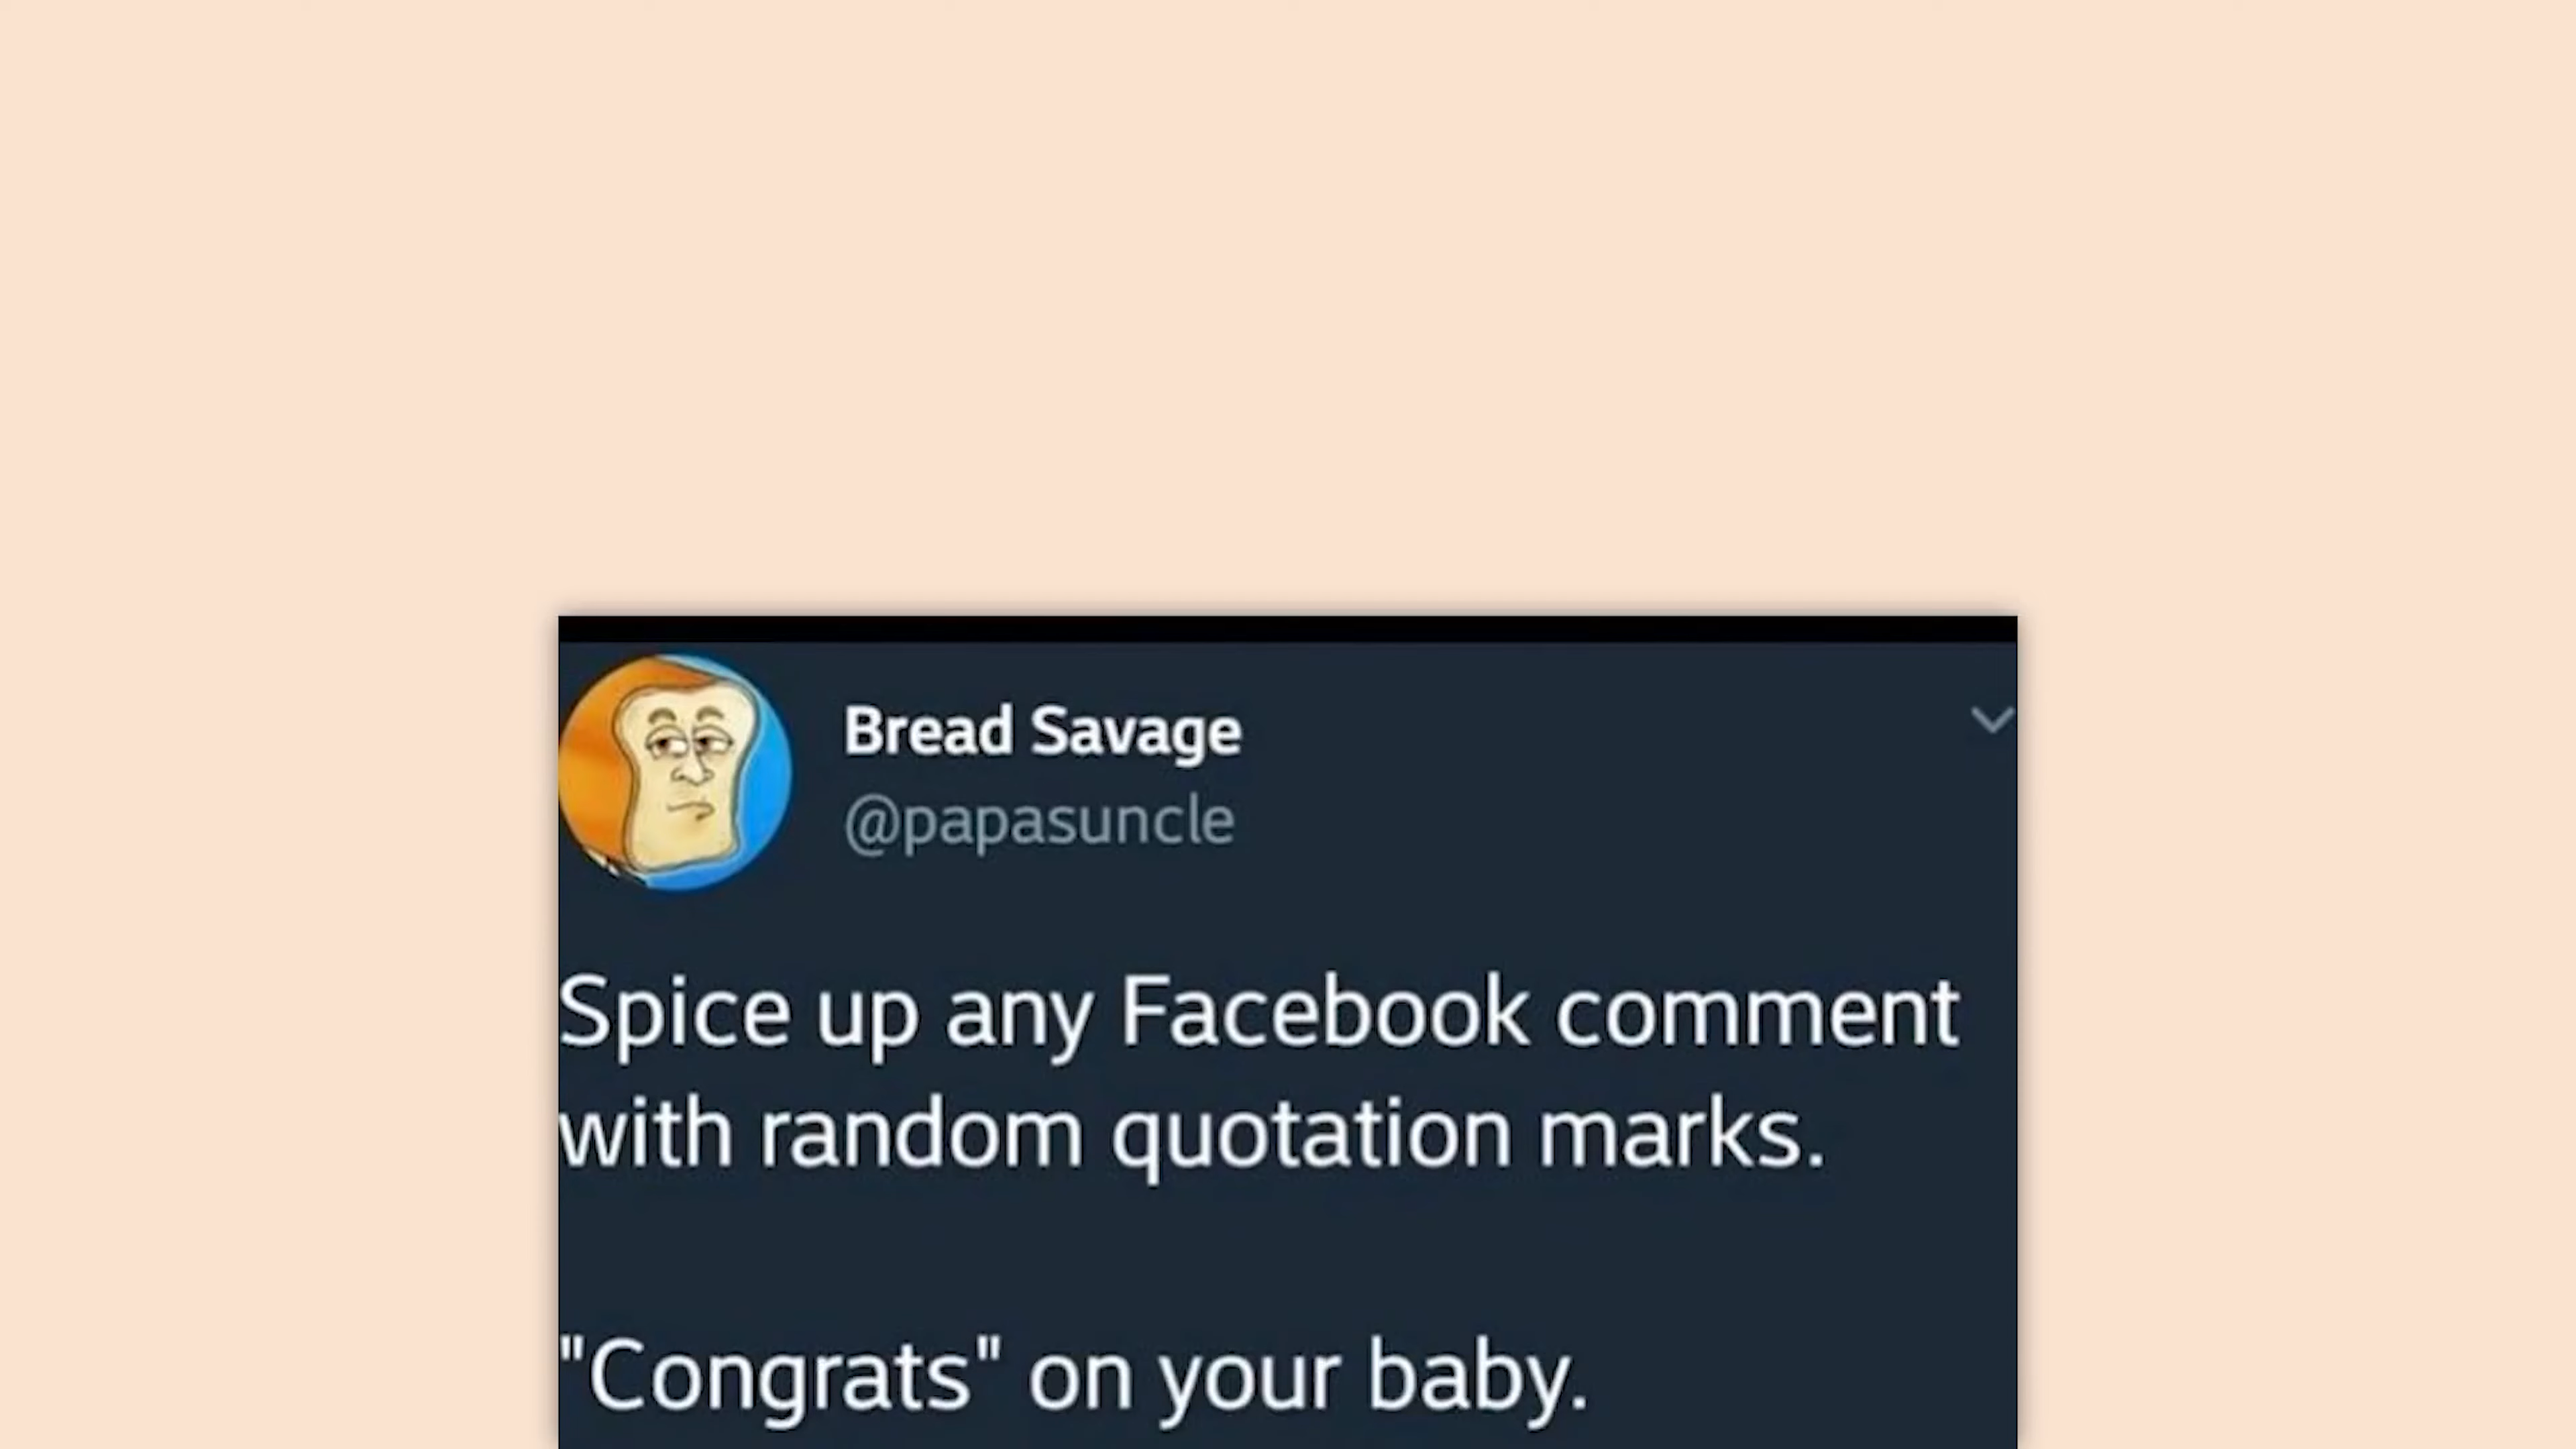 Bread Savage
@papasuncle
Spice up any Facebook comment
with random quotation marks.
"Congrats" on your baby.